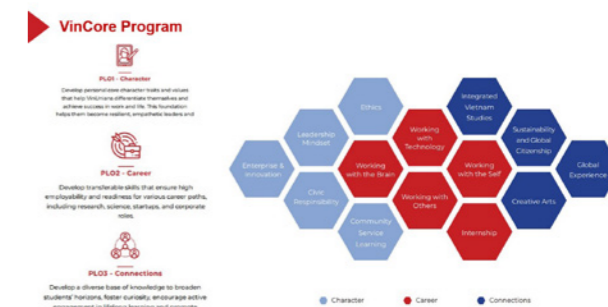 VinCore Program
PLO1 - Character
Develop personal core character traits and values
that help VinUnians differentiate themselves and
achieve success in work and life. This foundation
helps them become resilient, empathetic leaders and
PLO2 - Career
Develop transferable skills that ensure high
employability and readiness for various career paths,
including research, science, startups, and corporate
roles.
PLO3 - Connections
Develop a diverse base of knowledge to broaden
students' horizons, foster curiosity, encourage active
Ethics
Integrated
Vietnam
Studies
Leadership
Mindset
Working
with
Technology
Sustainability
and Global
Citizenship
Enterprise &
Innovation
Working
with the Brain
Working
with the Self
Global
Experience
Civic
Responsibility
Working with
Others
Creative Arts
Community
Service
Learning
Internship
Character
Career
Connections